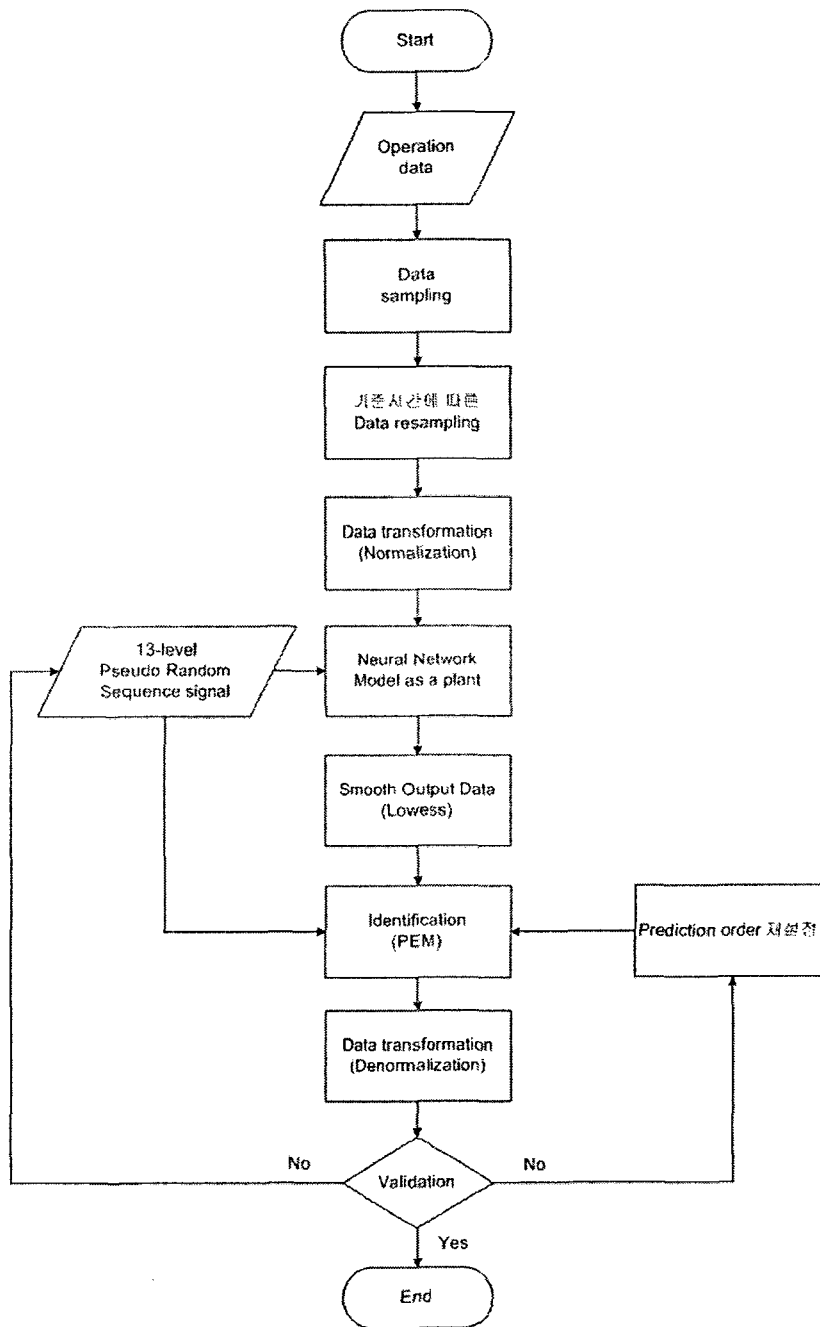 Start
Operation
data
Data
sampling
기준시간에 따른
Data resampling
Data transformation
(Normalization)
13-level
Pseudo Random
Sequence signal
Neural Network
Model as a plant
Smooth Output Data
(Lowess)
Identification
(PEM)
Prediction order 재설정
Data transformation
(Denormalization)
No
Validation
No
Yes
End